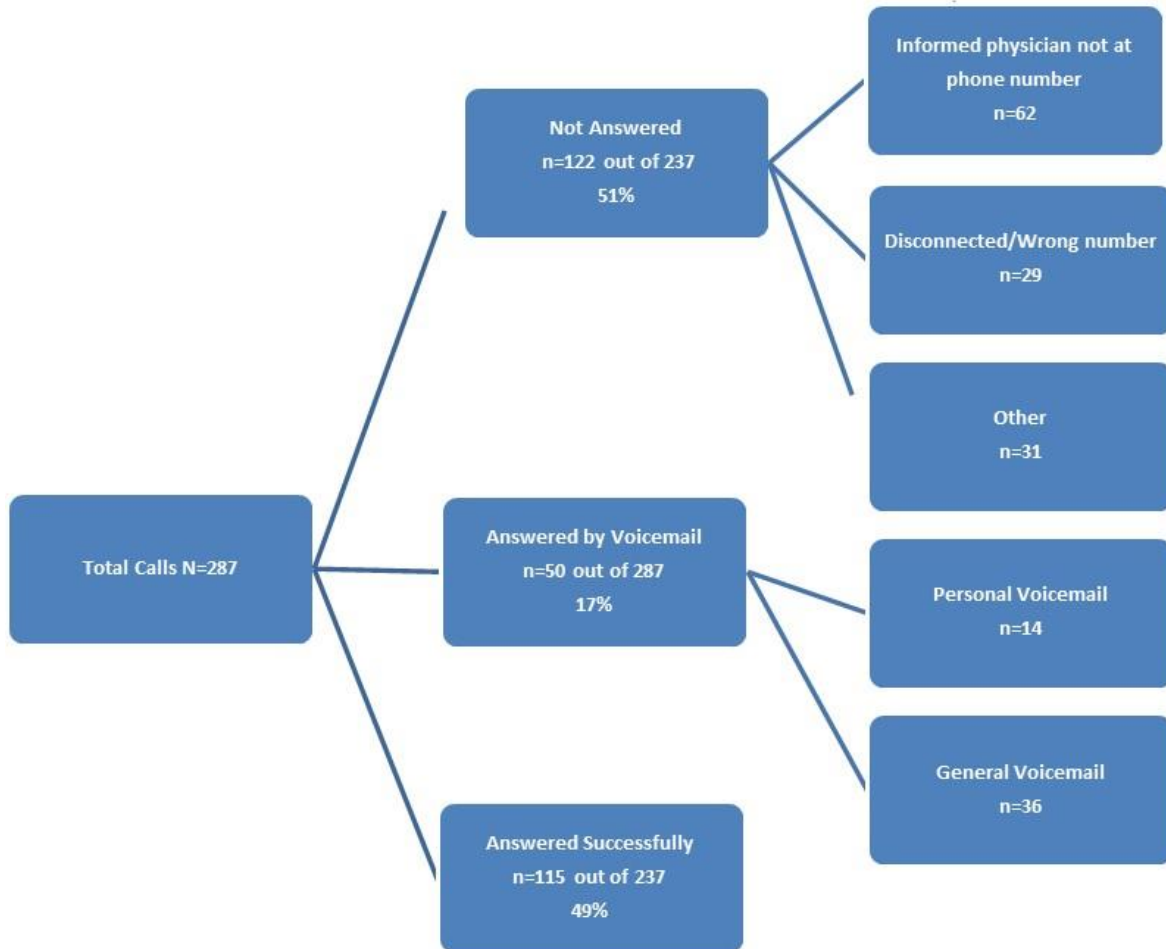 Total Calls N=287
Not Answered
n=122 out of 237
51%
Answered by Voicemail
n=50 out of 287
17%
Answered Successfully
n=115 out of 237
49%
Informed physician not at
phone number
n=62
Disconnected/Wrong number
n=29
Other
n=31
Personal Voicemail
n=14
General Voicemail
n=36